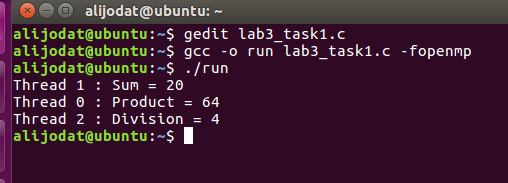 alijodat@ubuntu: ~
alijodat@ubuntu:~$ gedit lab3_task1.c
alijodat@ubuntu:~$ gcc -o run lab3_task1.c -fopenmp
alijodat@ubuntu:~$ ./run
Thread 1 : Sum = 20
Thread 0 : Product = 64
Thread 2 : Division = 4
alijodat@ubuntu:~$